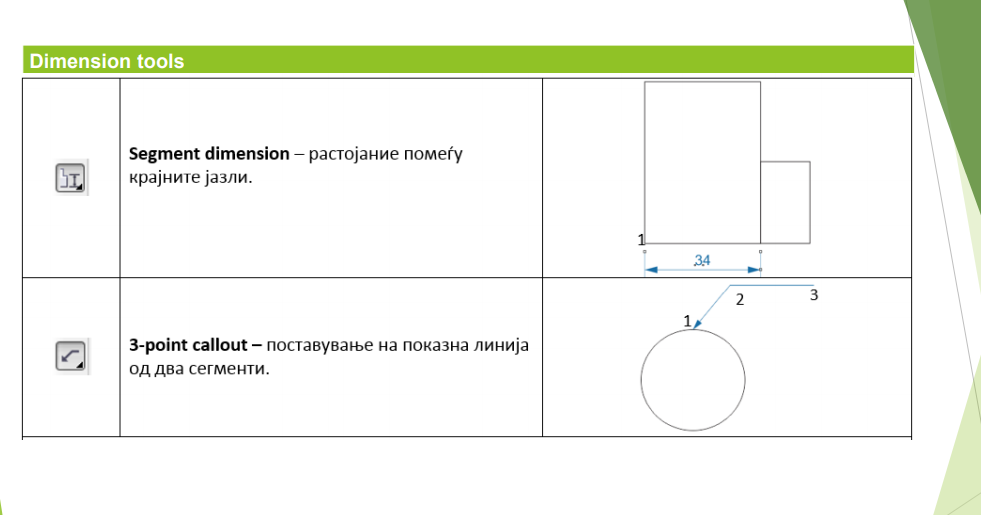 Dimension tools
Segment dimension – растојание помеѓу
крајните јазли.
1
34
3-point callout – поставување на показна линија
од два сегменти.
1
2
3